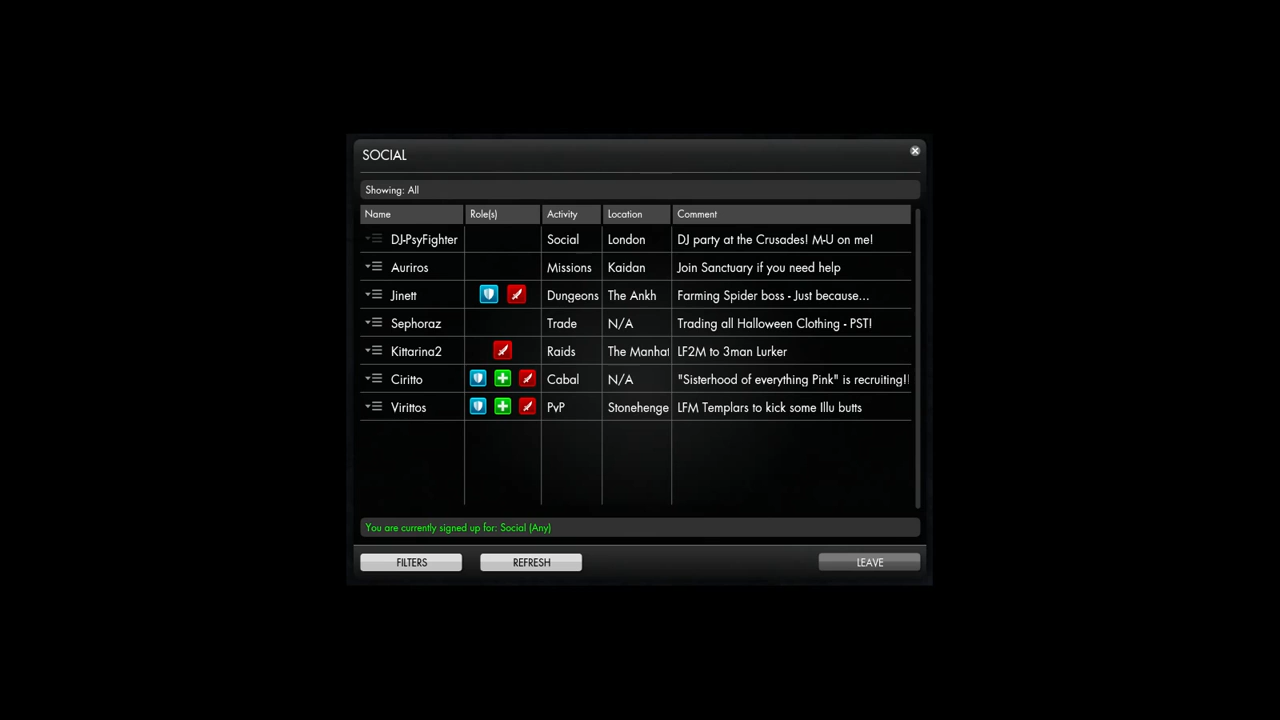 SOCIAL
Showing: All
Name Role(s) Activity Location Comment
DJ-PsyFighter Social London DJ party at the Crusades! M-U on me!
Auriros Missions Kaidan Join Sanctuary if you need help
Jinett Dungeons The Ankh Farming Spider boss - Just because...
Sephoraz Trade N/A Trading all Halloween Clothing - PST!
Kittarina2 Raids The Manhat LF2M to 3man Lurker
Ciritto Cabal N/A "Sisterhood of everything Pink" is recruiting!!
Virittos PvP Stonehenge LFM Templars to kick some Illu butts
You are currently signed up for: Social (Any)
FILTERS REFRESH LEAVE